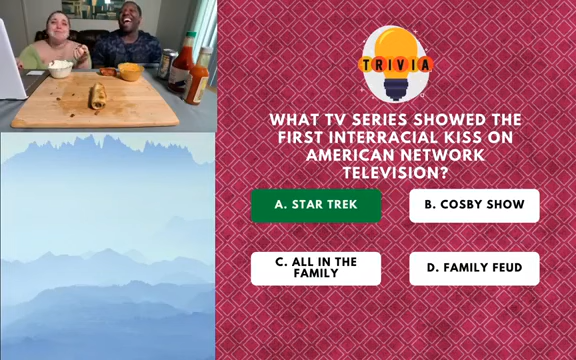 TRIVIA
WHAT TV SERIES SHOWED THE
FIRST INTERRACIAL KISS ON
AMERICAN NETWORK
TELEVISION?
A. STAR TREK
B. COSBY SHOW
C. ALL IN THE
FAMILY
D. FAMILY FEUD